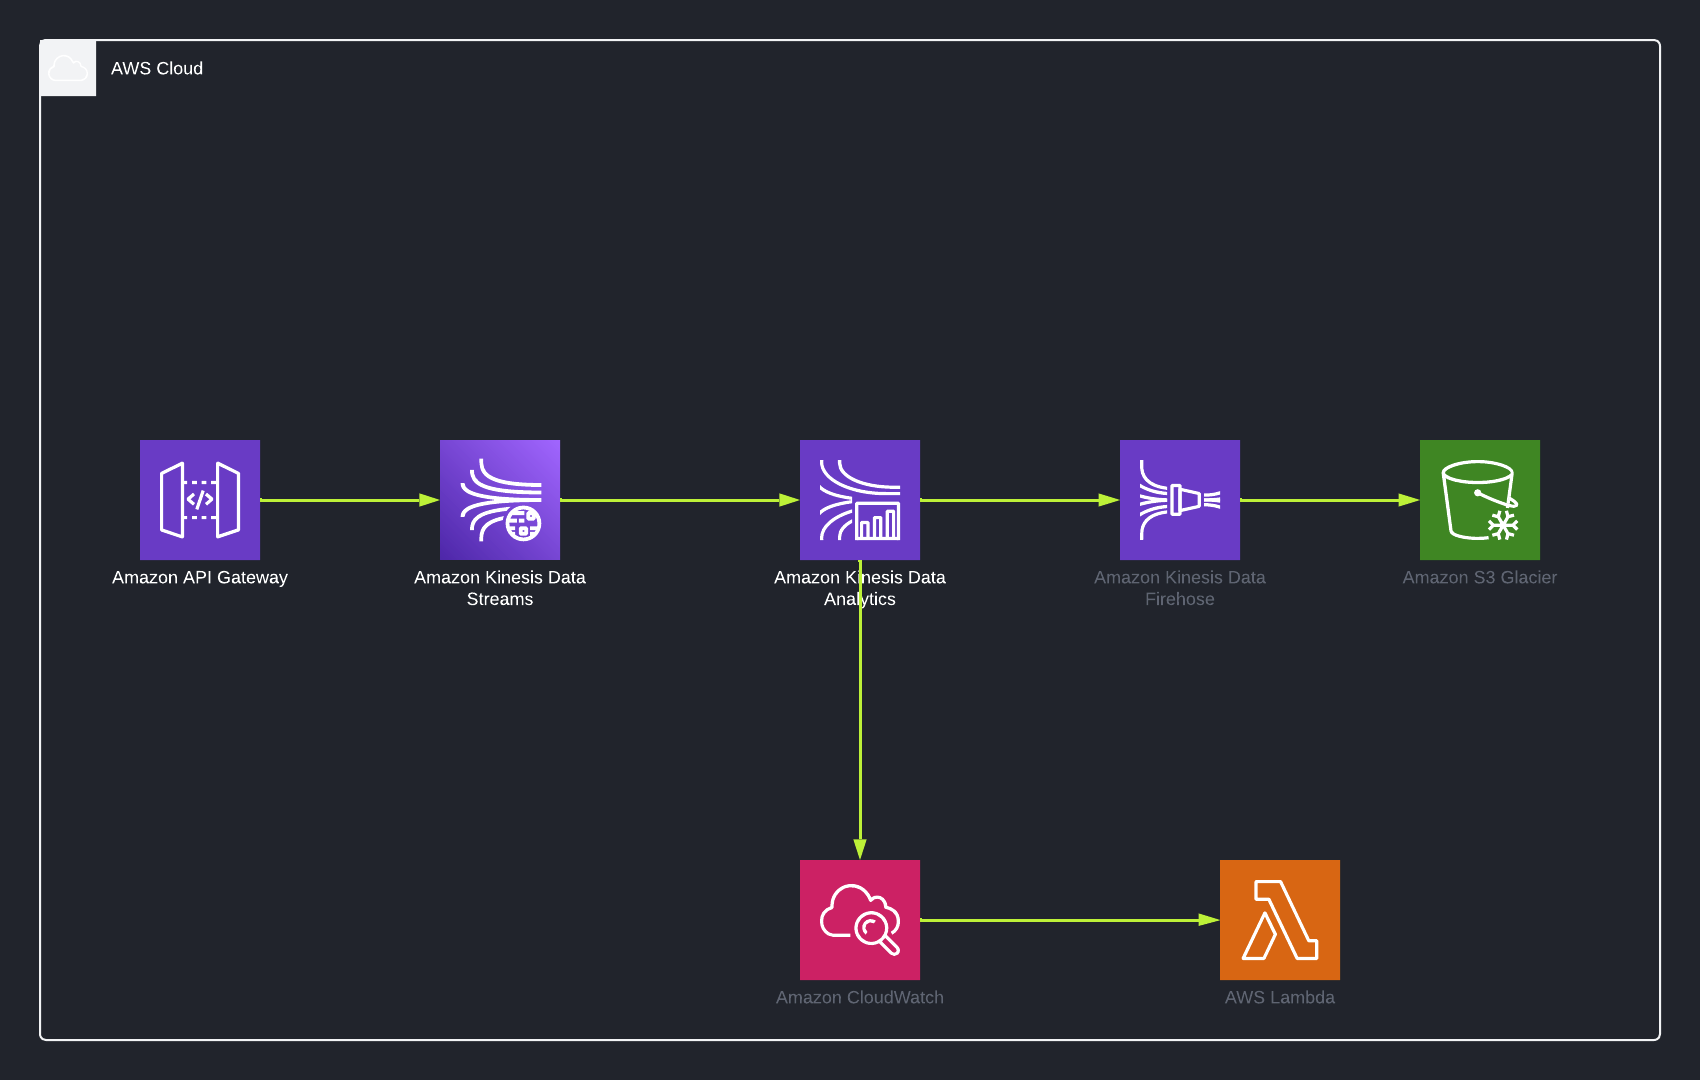 AWS Cloud
Amazon API Gateway
Amazon Kinesis Data
Streams
Amazon Kinesis Data
Analytics
Amazon Kinesis Data
Firehose
Amazon S3 Glacier
Amazon CloudWatch
AWS Lambda